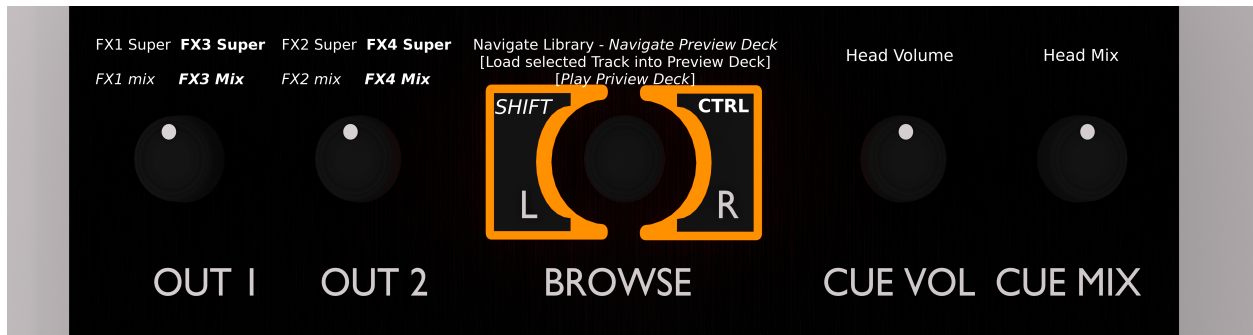 FX1 Super FX3 Super FX2 Super FX4 Super
FX1 mix FX3 Mix FX2 mix FX4 Mix
Navigate Library - Navigate Preview Deck
[Load selected Track into Preview Deck]
[Play Priview Deck]
Head Volume
Head Mix
SHIFT
CTRL
L
R
OUT 1
OUT 2
BROWSE
CUE VOL
CUE MIX